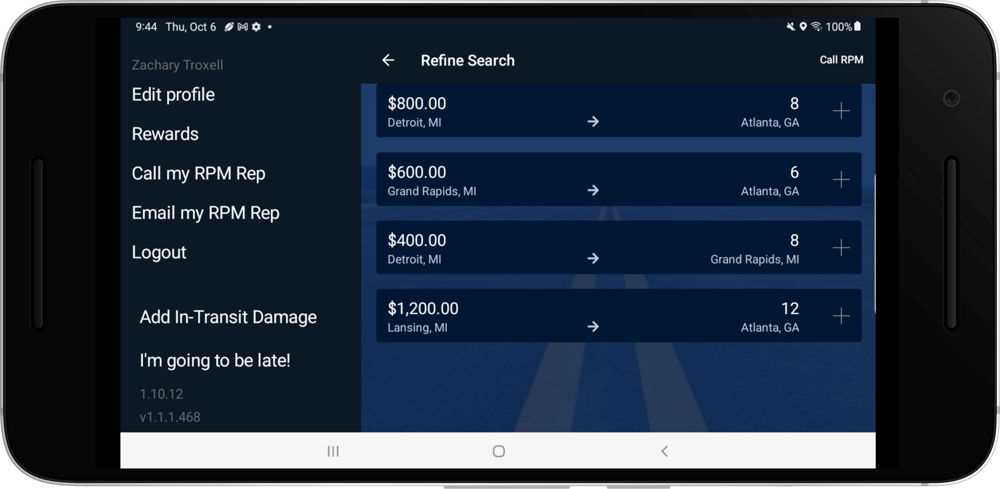 9:44 Thu, Oct 6
100%
Zachary Troxell
Edit profile
Rewards
Call my RPM Rep
Email my RPM Rep
Logout
Add In-Transit Damage
I'm going to be late!
1.10.12
v1.1.1.468
Refine Search
Call RPM
$800.00 8
Detroit, MI Atlanta, GA
$600.00 6
Grand Rapids, MI Atlanta, GA
$400.00 8
Detroit, MI Grand Rapids, MI
$1,200.00 12
Lansing, MI Atlanta, GA